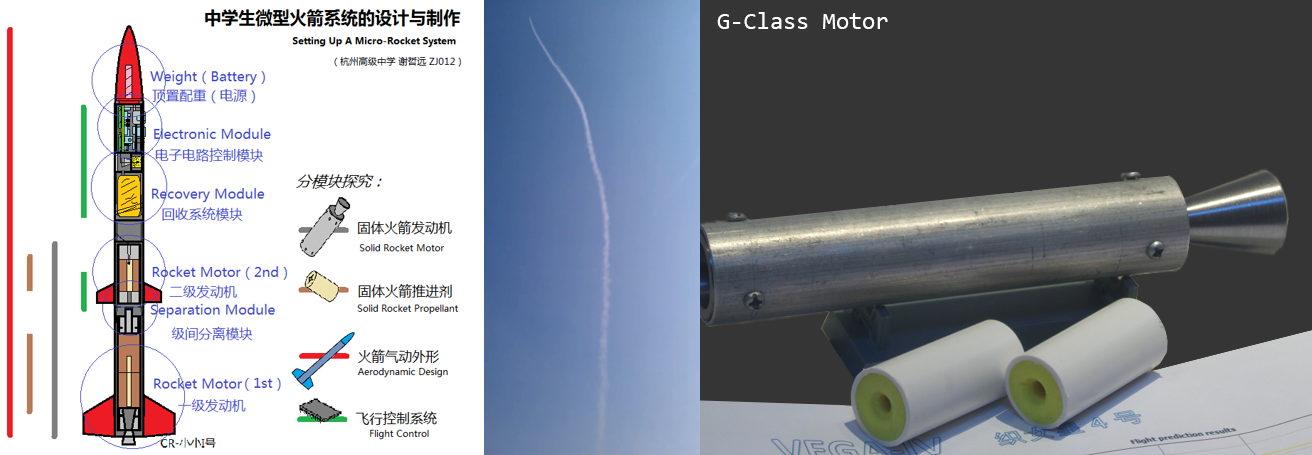 中学生微型火箭系统的设计与制作
Setting Up A Micro-Rocket System
（杭州高级中学 谢哲远 ZJ012）
Weight（Battery）
顶置配重（电源）
Electronic Module
电子电路控制模块
Recovery Module
回收系统模块
Rocket Motor（2nd）
二级发动机
Separation Module
级间分离模块
Rocket Motor（1st）
一级发动机
分模块探究：
固体火箭发动机
Solid Rocket Motor
固体火箭推进剂
Solid Rocket Propellant
火箭气动外形
Aerodynamic Design
飞行控制系统
Flight Control
G-Class Motor
4号
Flight prediction results